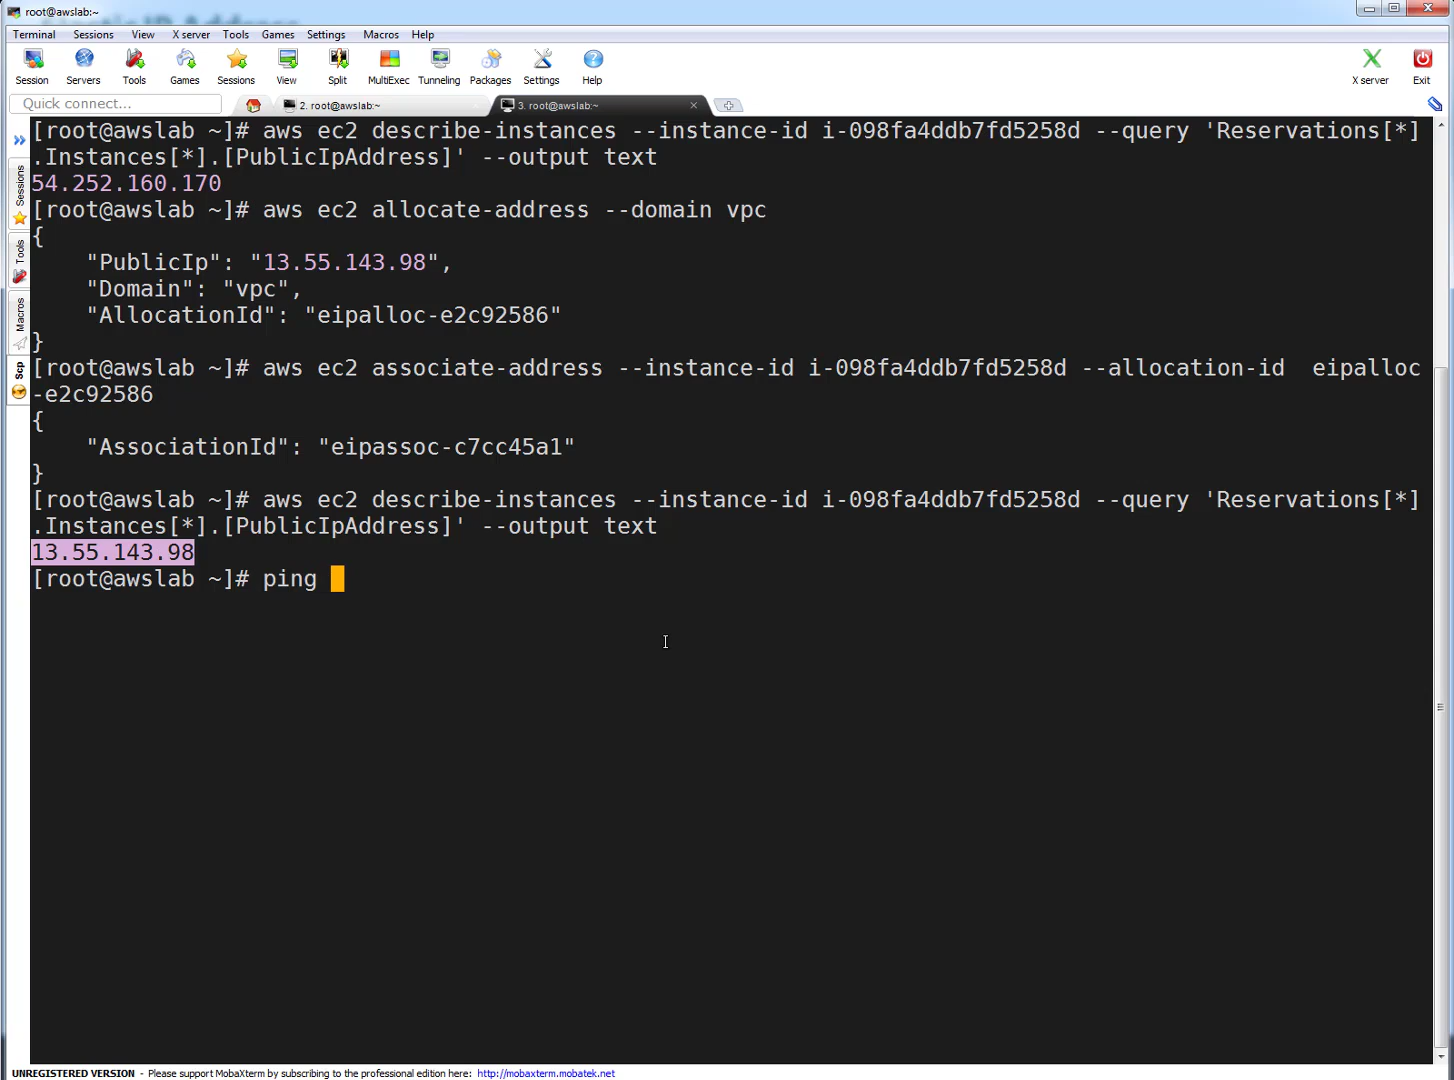 root@awslab:~
Terminal Sessions View X server Tools Games Settings Macros Help
Session Servers Tools Games Sessions View Split MultiExec Tunneling Packages Settings Help X server Exit
Quick connect... 2. root@awslab:~ 3. root@awslab:~
Sessions
Tools
Macros
Scp
[root@awslab ~]# aws ec2 describe-instances --instance-id i-098fa4ddb7fd5258d --query 'Reservations[*]
.Instances[*].[PublicIpAddress]' --output text
54.252.160.170
[root@awslab ~]# aws ec2 allocate-address --domain vpc
{
    "PublicIp": "13.55.143.98",
    "Domain": "vpc",
    "AllocationId": "eipalloc-e2c92586"
}
[root@awslab ~]# aws ec2 associate-address --instance-id i-098fa4ddb7fd5258d --allocation-id  eipalloc
-e2c92586
{
    "AssociationId": "eipassoc-c7cc45a1"
}
[root@awslab ~]# aws ec2 describe-instances --instance-id i-098fa4ddb7fd5258d --query 'Reservations[*]
.Instances[*].[PublicIpAddress]' --output text
13.55.143.98
[root@awslab ~]# ping
UNREGISTERED VERSION - Please support MobaXterm by subscribing to the professional edition here: http://mobaxterm.mobatek.net